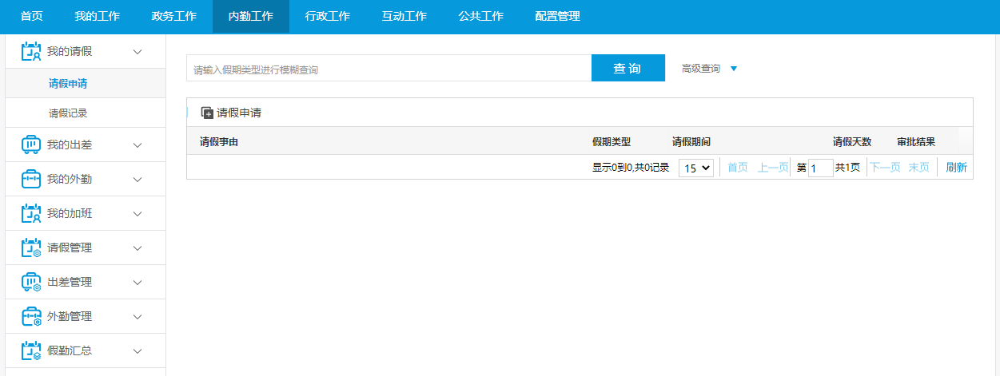 首页 我的工作 政务工作 内勤工作 行政工作 互动工作 公共工作 配置管理
我的请假
请假申请
请假记录
我的出差
我的外勤
我的加班
请假管理
出差管理
外勤管理
假勤汇总
请输入假期类型进行模糊查询 查 询 高级查询
请假申请
请假事由 假期类型 请假期间 请假天数 审批结果
显示0到0,共0记录 15 首页 上一页 第 1 共1页 下一页 末页 刷新